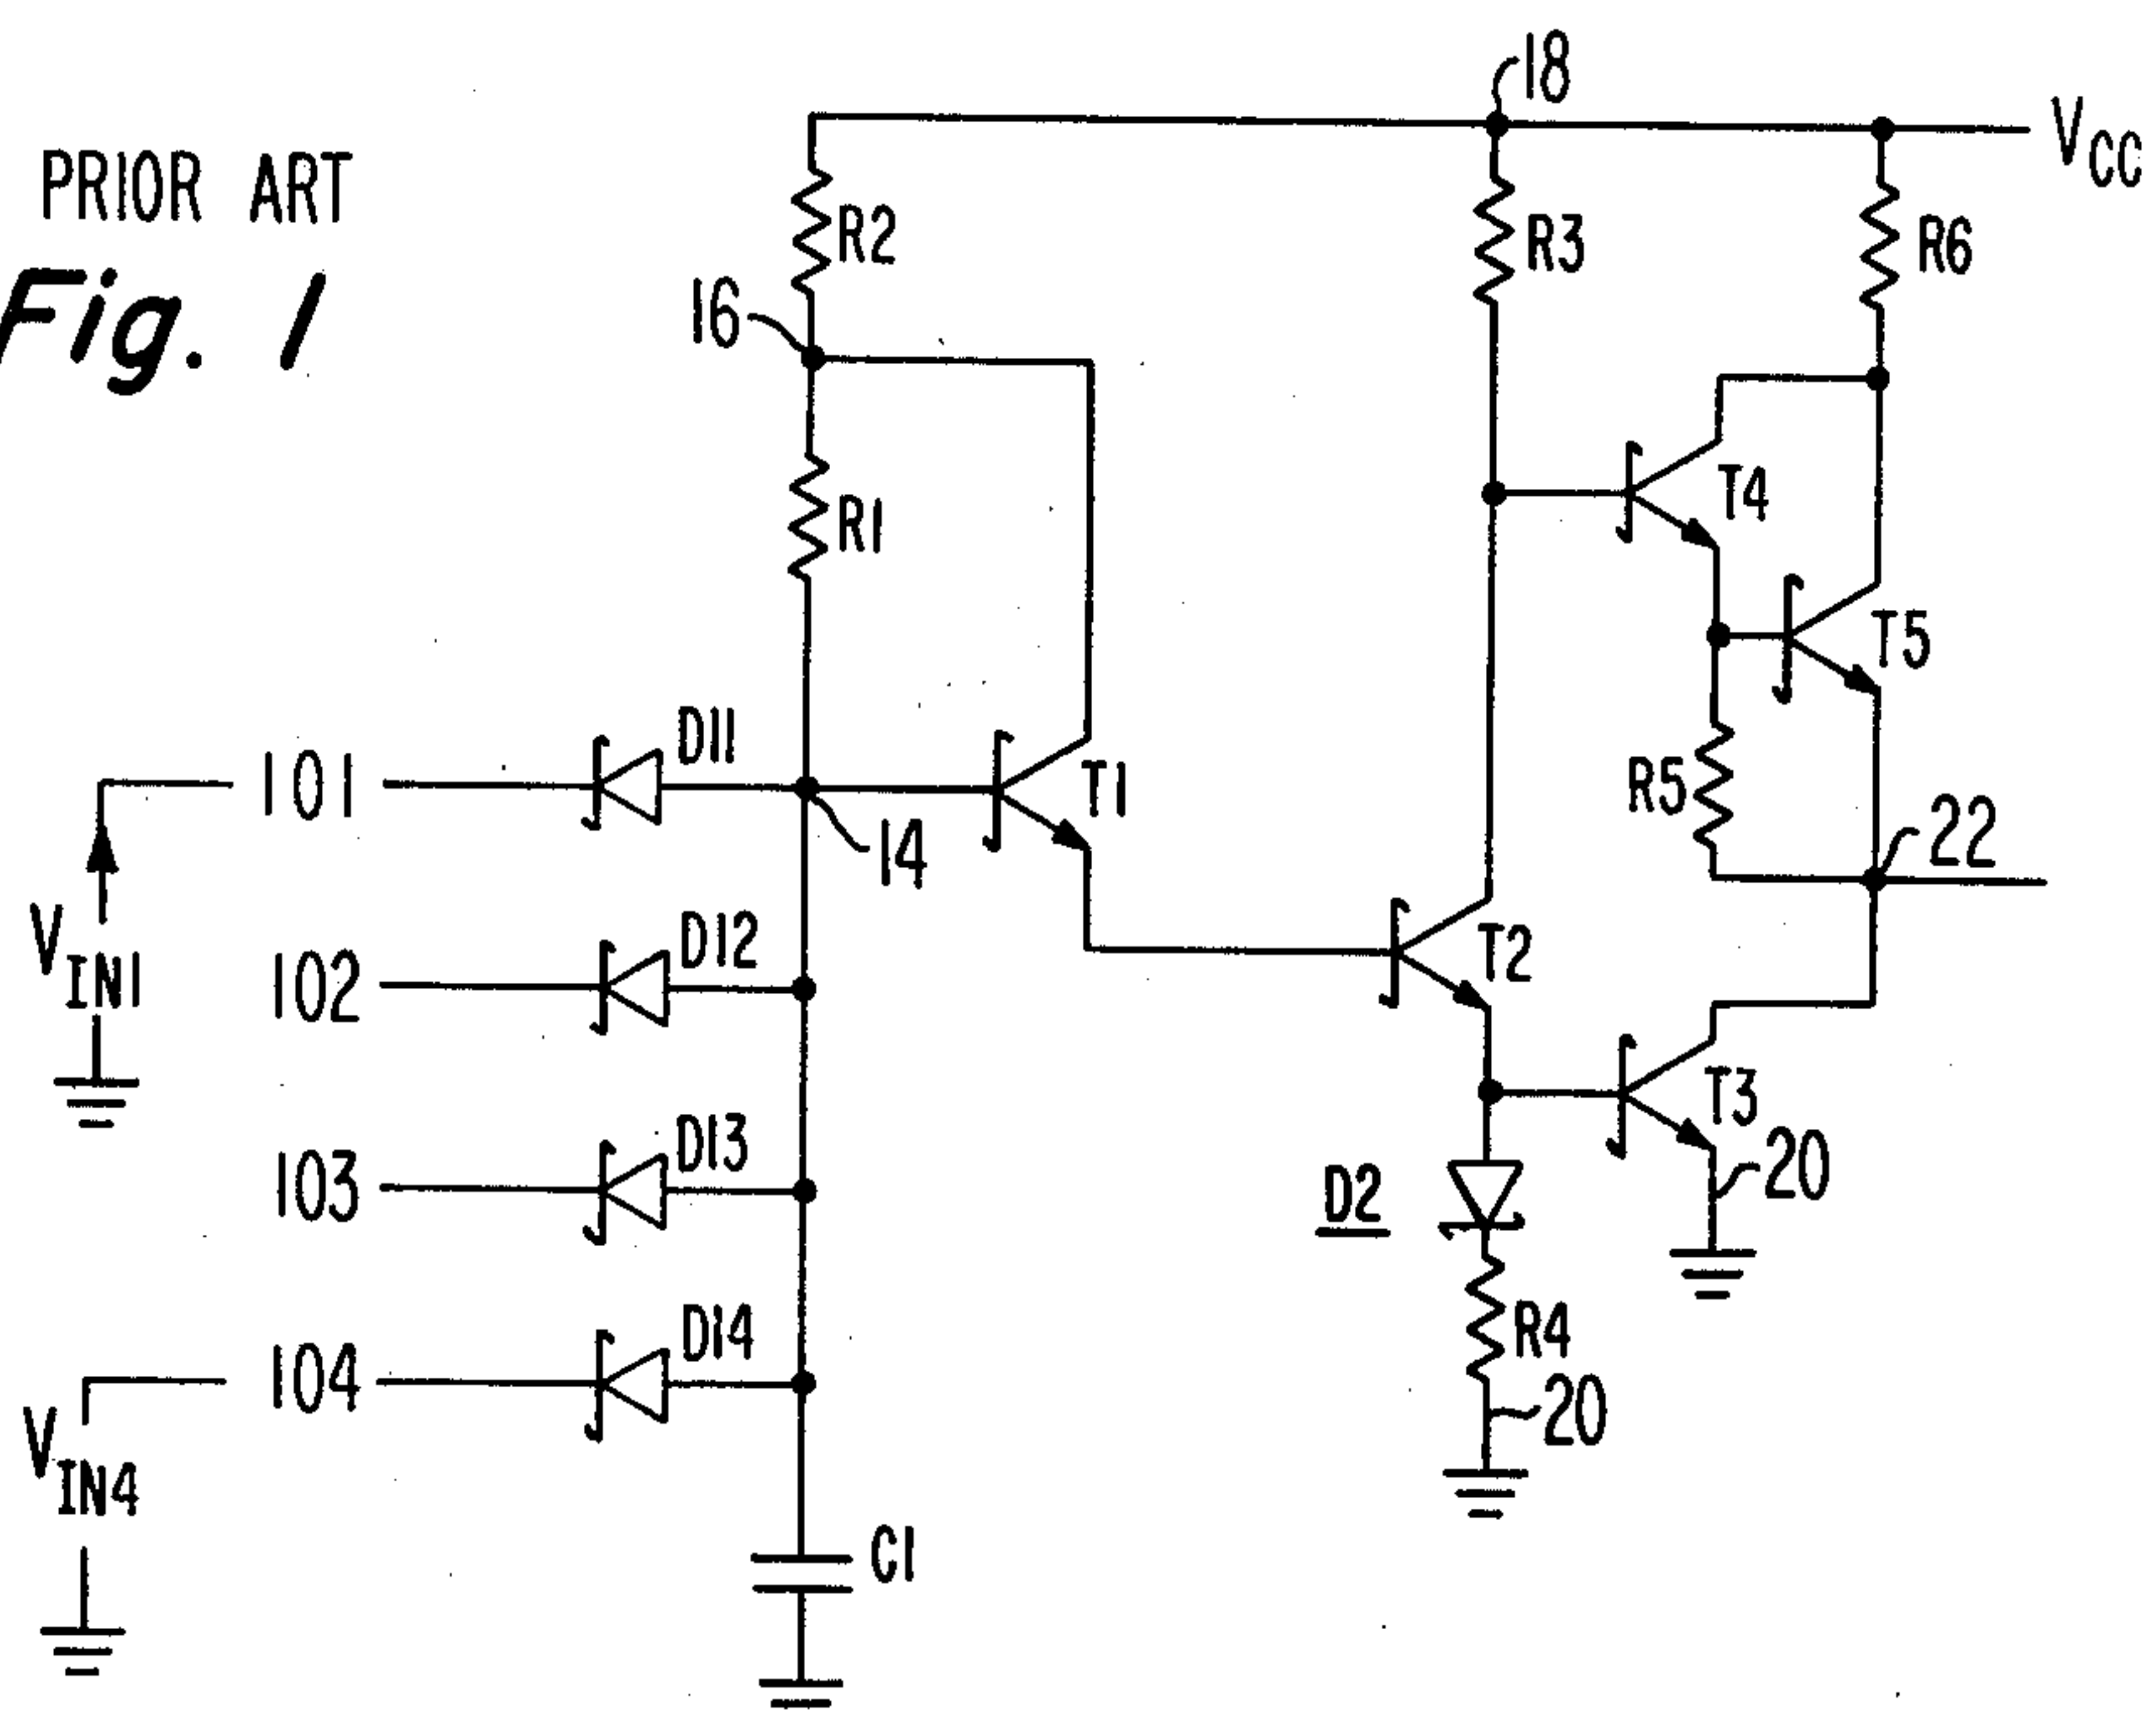 PRIOR ART
Fig. 1
18
VCC
R2
R3
R6
16
T4
R1
T5
D11
101
T1
R5
14
22
VIN1
D12
102
T2
D13
103
T3
20
D2
D14
104
R4
20
VIN4
C1